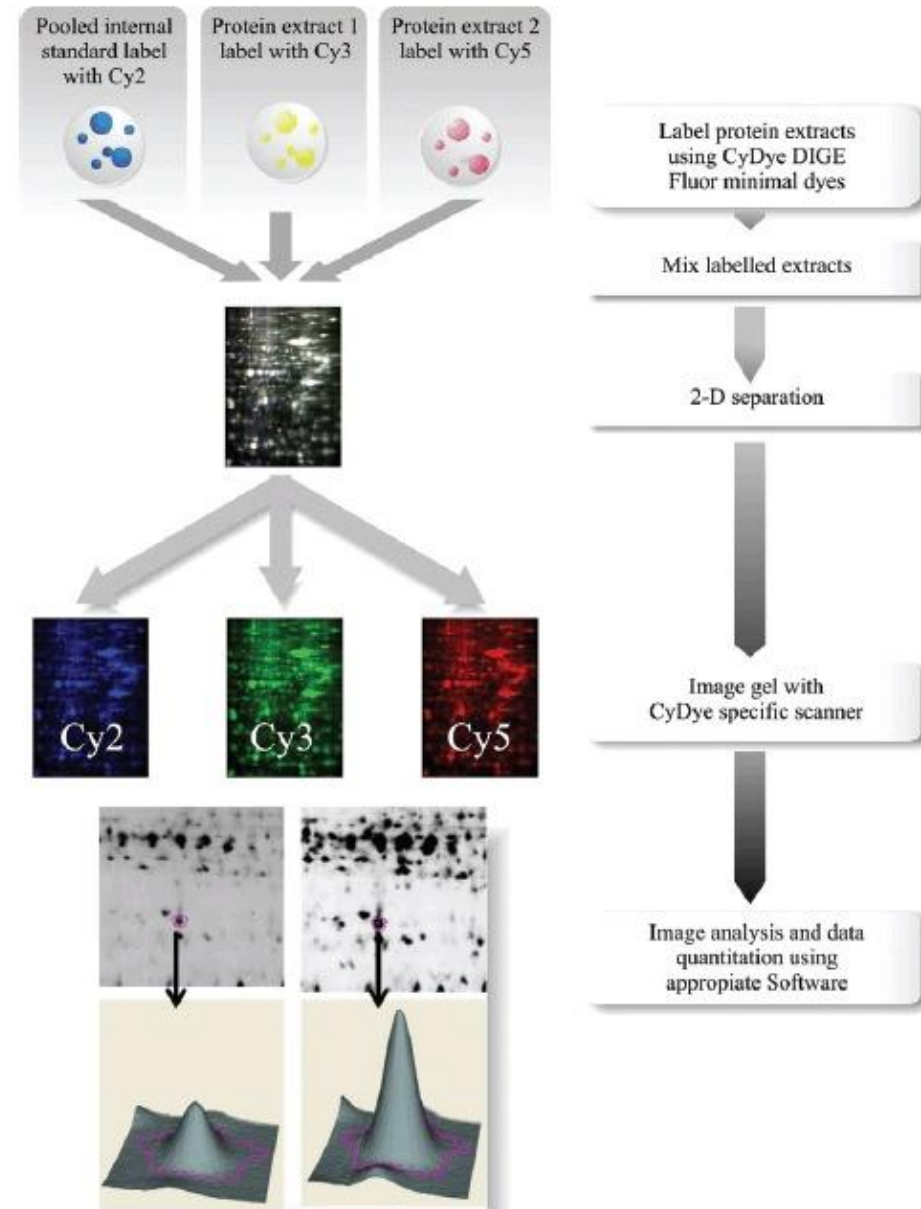 Pooled internal
standard label
with Cy2
Protein extract 1
label with Cy3
Protein extract 2
label with Cy5
Label protein extracts
using CyDye DIGE
Fluor minimal dyes
Mix labelled extracts
2-D separation
Cy2
Cy3
Cy5
Image gel with
CyDye specific scanner
Image analysis and data
quantitation using
appropiate Software